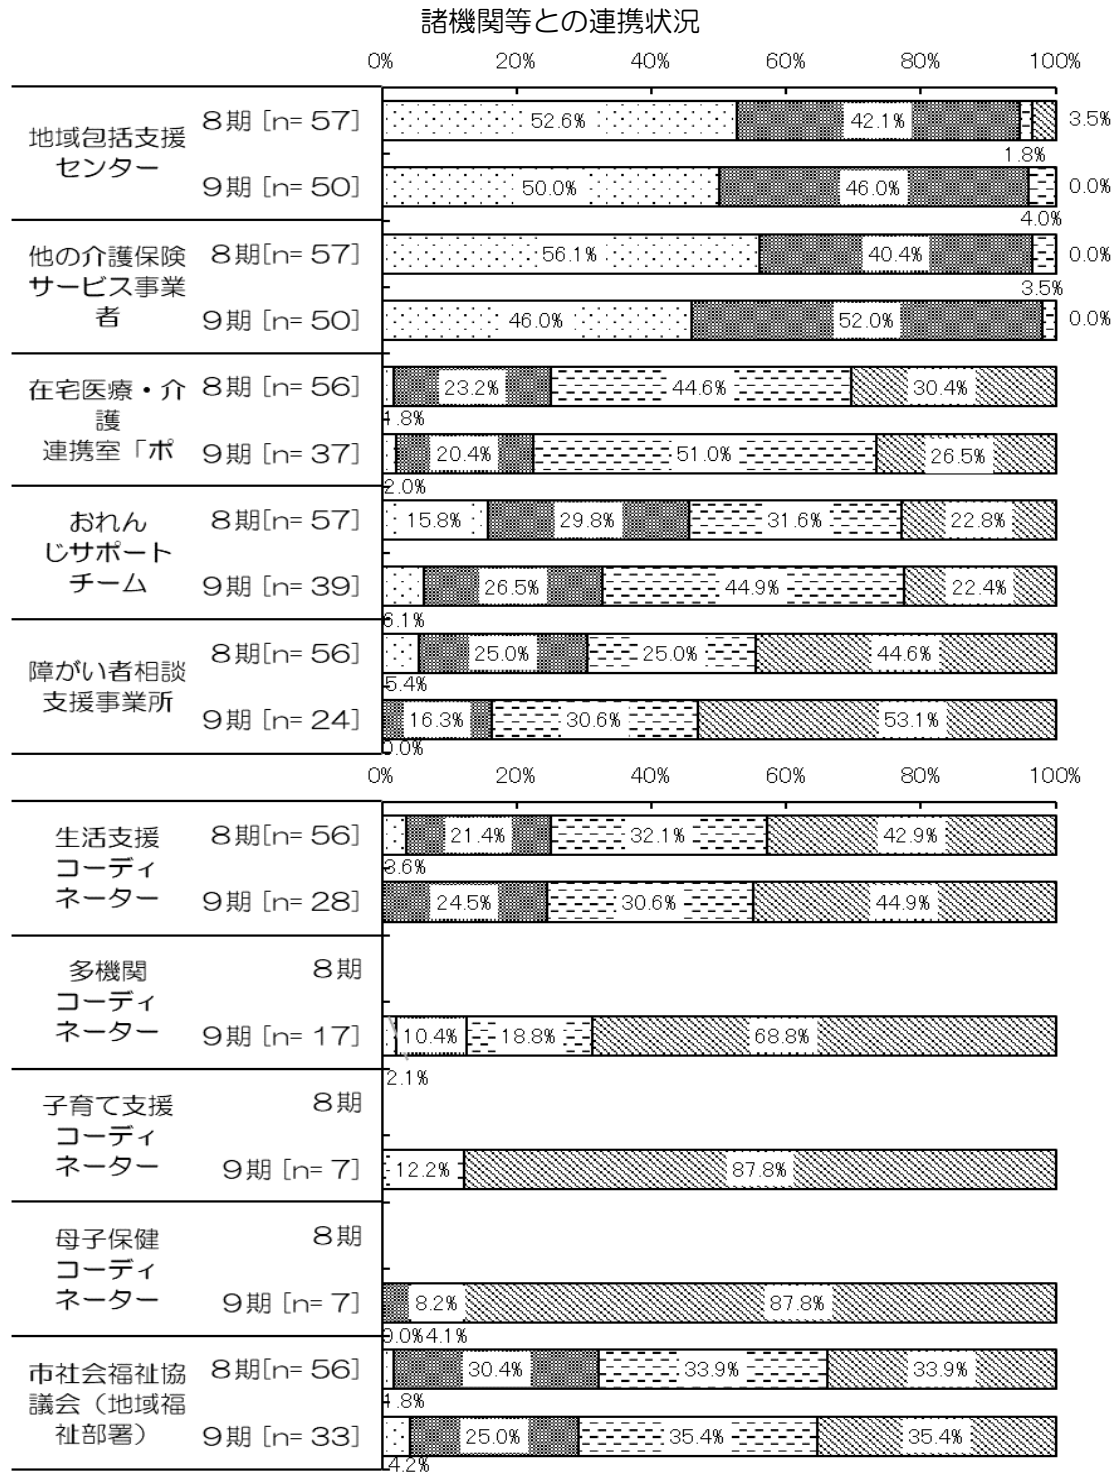 諸機関等との連携状況
0% 20% 40% 60% 80% 100%
地域包括支援
センター
8期 [n= 57] 52.6% 42.1% 3.5%
1.8%
9期 [n= 50] 50.0% 46.0% 0.0%
4.0%
他の介護保険
サービス事業
者
8期[n= 57] 56.1% 40.4% 0.0%
3.5%
9期 [n= 50] 46.0% 52.0% 0.0%
在宅医療・介
護
連携室「ポ
8期 [n= 56] 23.2% 44.6% 30.4%
1.8%
9期 [n= 37] 20.4% 51.0% 26.5%
2.0%
おれん
じサポート
チーム
8期[n= 57] 15.8% 29.8% 31.6% 22.8%
9期 [n= 39] 26.5% 44.9% 22.4%
6.1%
障がい者相談
支援事業所
8期[n= 56] 25.0% 25.0% 44.6%
5.4%
9期 [n= 24] 16.3% 30.6% 53.1%
0.0%
0% 20% 40% 60% 80% 100%
生活支援
コーディ
ネーター
8期[n= 56] 21.4% 32.1% 42.9%
3.6%
9期 [n= 28] 24.5% 30.6% 44.9%
多機関
コーディ
ネーター
8期
9期 [n= 17] 10.4% 18.8% 68.8%
2.1%
子育て支援
コーディ
ネーター
8期
9期 [n= 7] 12.2% 87.8%
母子保健
コーディ
ネーター
8期
9期 [n= 7] 8.2% 87.8%
0.0% 4.1%
市社会福祉協
議会（地域福
祉部署）
8期[n= 56] 30.4% 33.9% 33.9%
1.8%
9期 [n= 33] 25.0% 35.4% 35.4%
4.2%